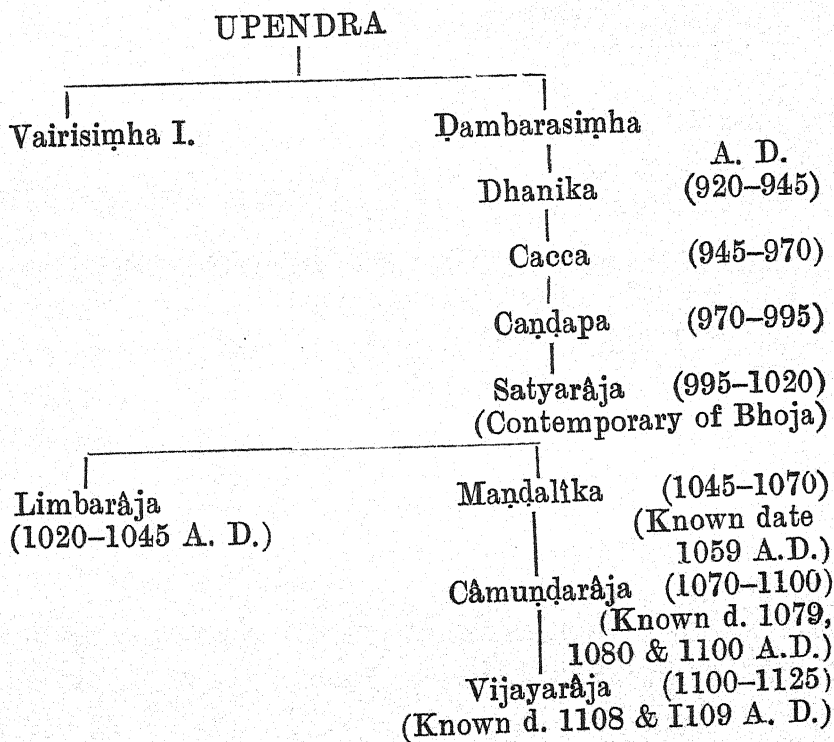 UPENDRA
Vairisiṃha I.
Ḍambarasiṃha
A. D.
Dhanika (920–945)
Cacca (945–970)
Caṇḍapa (970–995)
Satyarâja (995–1020)
(Contemporary of Bhoja)
Limbarâja
(1020–1045 A. D.)
Maṇḍalîka (1045–1070)
(Known date
1059 A.D.)
Câmuṇḍarâja (1070–1100)
(Known d. 1079,
1080 & 1100 A.D.)
Vijayarâja (1100–1125)
(Known d. 1108 & I109 A. D.)